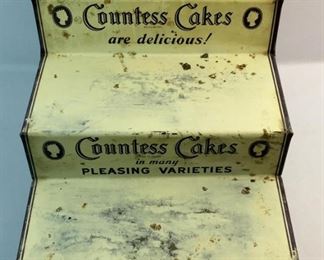 Countess Cakes
are delicious!
Countess Cakes
in many
PLEASING VARIETIES